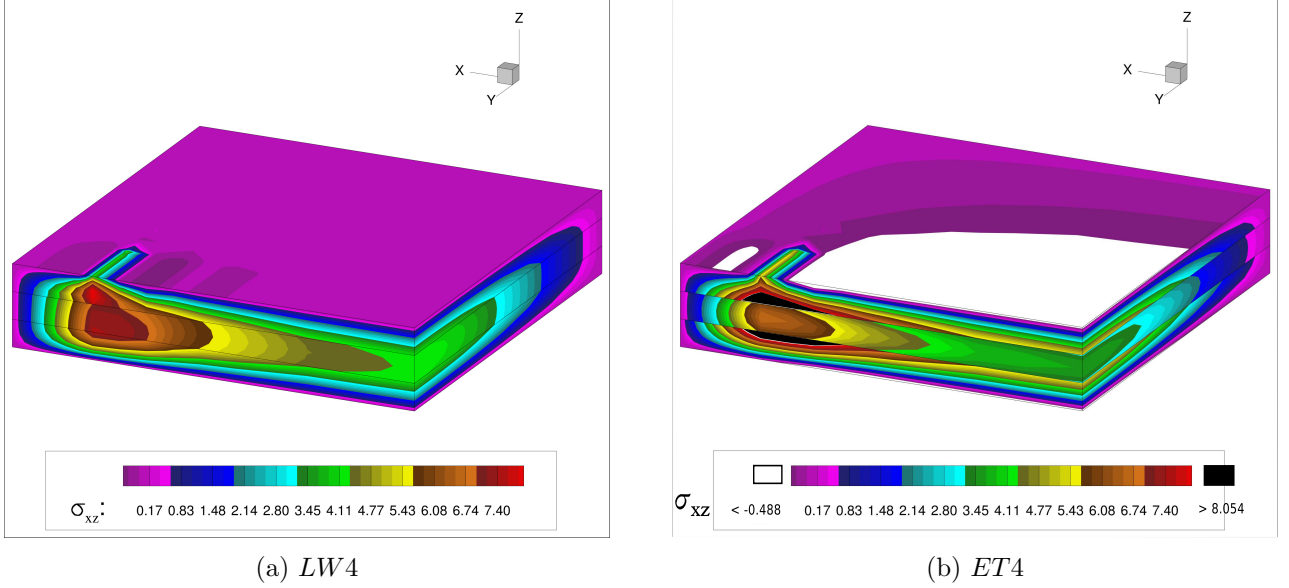 Z
X
Y
Z
X
Y
σxz:
0.17 0.83 1.48 2.14 2.80 3.45 4.11 4.77 5.43 6.08 6.74 7.40
σxz
< -0.488
0.17 0.83 1.48 2.14 2.80 3.45 4.11 4.77 5.43 6.08 6.74 7.40
> 8.054
(a) LW4
(b) ET4